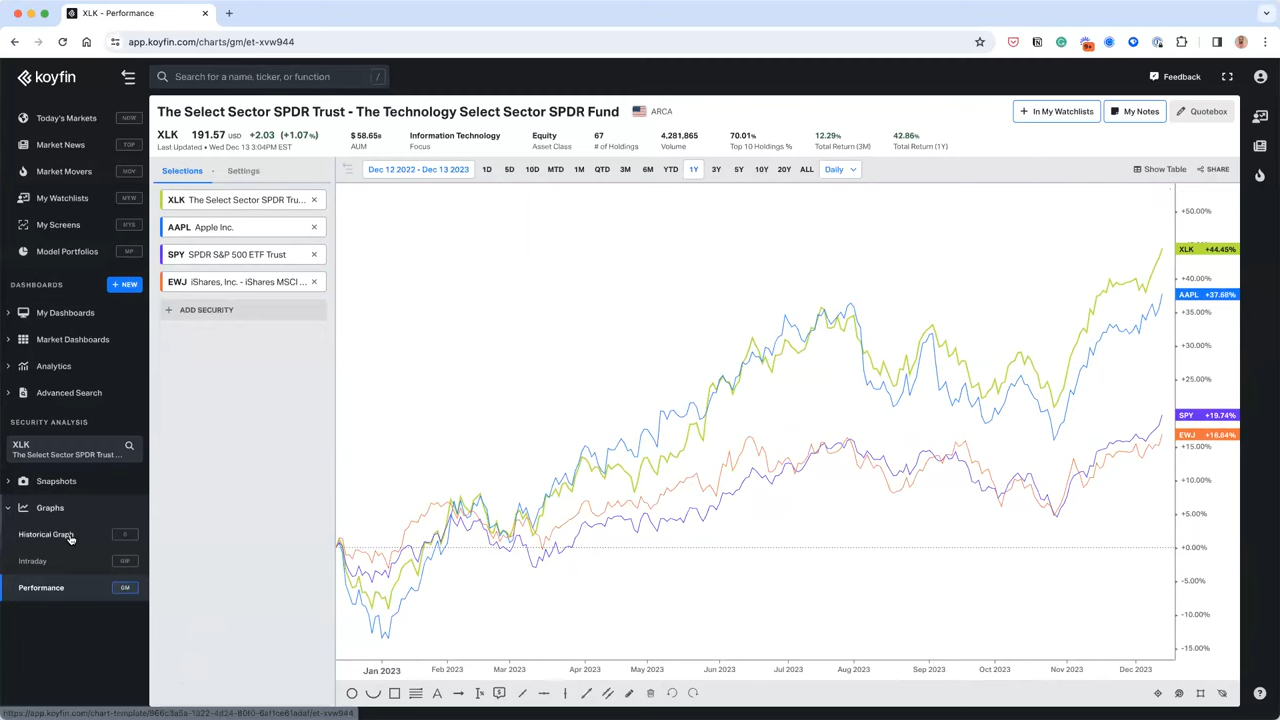 XLK - Performance
app.koyfin.com/charts/gm/et-xvw944
9+
koyfin
Search for a name, ticker, or function /
Feedback
Today's Markets NOW
Market News TOP
Market Movers MOV
My Watchlists MYW
My Screens MYS
Model Portfolios MP
DASHBOARDS + NEW
My Dashboards
Market Dashboards
Analytics
Advanced Search
SECURITY ANALYSIS
XLK
The Select Sector SPDR Trust ...
Snapshots
Graphs
Historical Graph G
Intraday GIP
Performance GM
The Select Sector SPDR Trust - The Technology Select Sector SPDR Fund ARCA
+ In My Watchlists My Notes Quotebox
XLK 191.57 USD +2.03 (+1.07%)
Last Updated • Wed Dec 13 3:04PM EST
$ 58.65B Information Technology Equity 67 4,281,865 70.01% 12.29% 42.86%
AUM Focus Asset Class # of Holdings Volume Top 10 Holdings % Total Return (3M) Total Return (1Y)
Selections Settings
Dec 12 2022 - Dec 13 2023 1D 5D 10D MTD 1M QTD 3M 6M YTD 1Y 3Y 5Y 10Y 20Y ALL Daily
Show Table SHARE
XLK The Select Sector SPDR Tru...
AAPL Apple Inc.
SPY SPDR S&P 500 ETF Trust
EWJ iShares, Inc. - iShares MSCI ...
+ ADD SECURITY
+50.00%
XLK +44.45%
+40.00%
AAPL +37.68%
+35.00%
+30.00%
+25.00%
SPY +19.74%
EWJ +16.84%
+15.00%
+10.00%
+5.00%
+0.00%
-5.00%
-10.00%
-15.00%
Jan 2023 Feb 2023 Mar 2023 Apr 2023 May 2023 Jun 2023 Jul 2023 Aug 2023 Sep 2023 Oct 2023 Nov 2023 Dec 2023